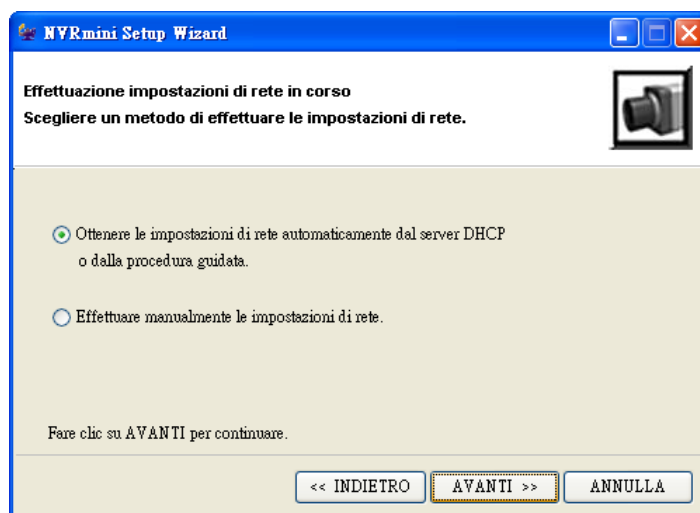 NVRmini Setup Wizard
Effettuazione impostazioni di rete in corso
Scegliere un metodo di effettuare le impostazioni di rete.
Ottenere le impostazioni di rete automaticamente dal server DHCP
o dalla procedura guidata.
Effettuare manualmente le impostazioni di rete.
Fare clic su AVANTI per continuare.
<< INDIETRO
AVANTI >>
ANNULLA